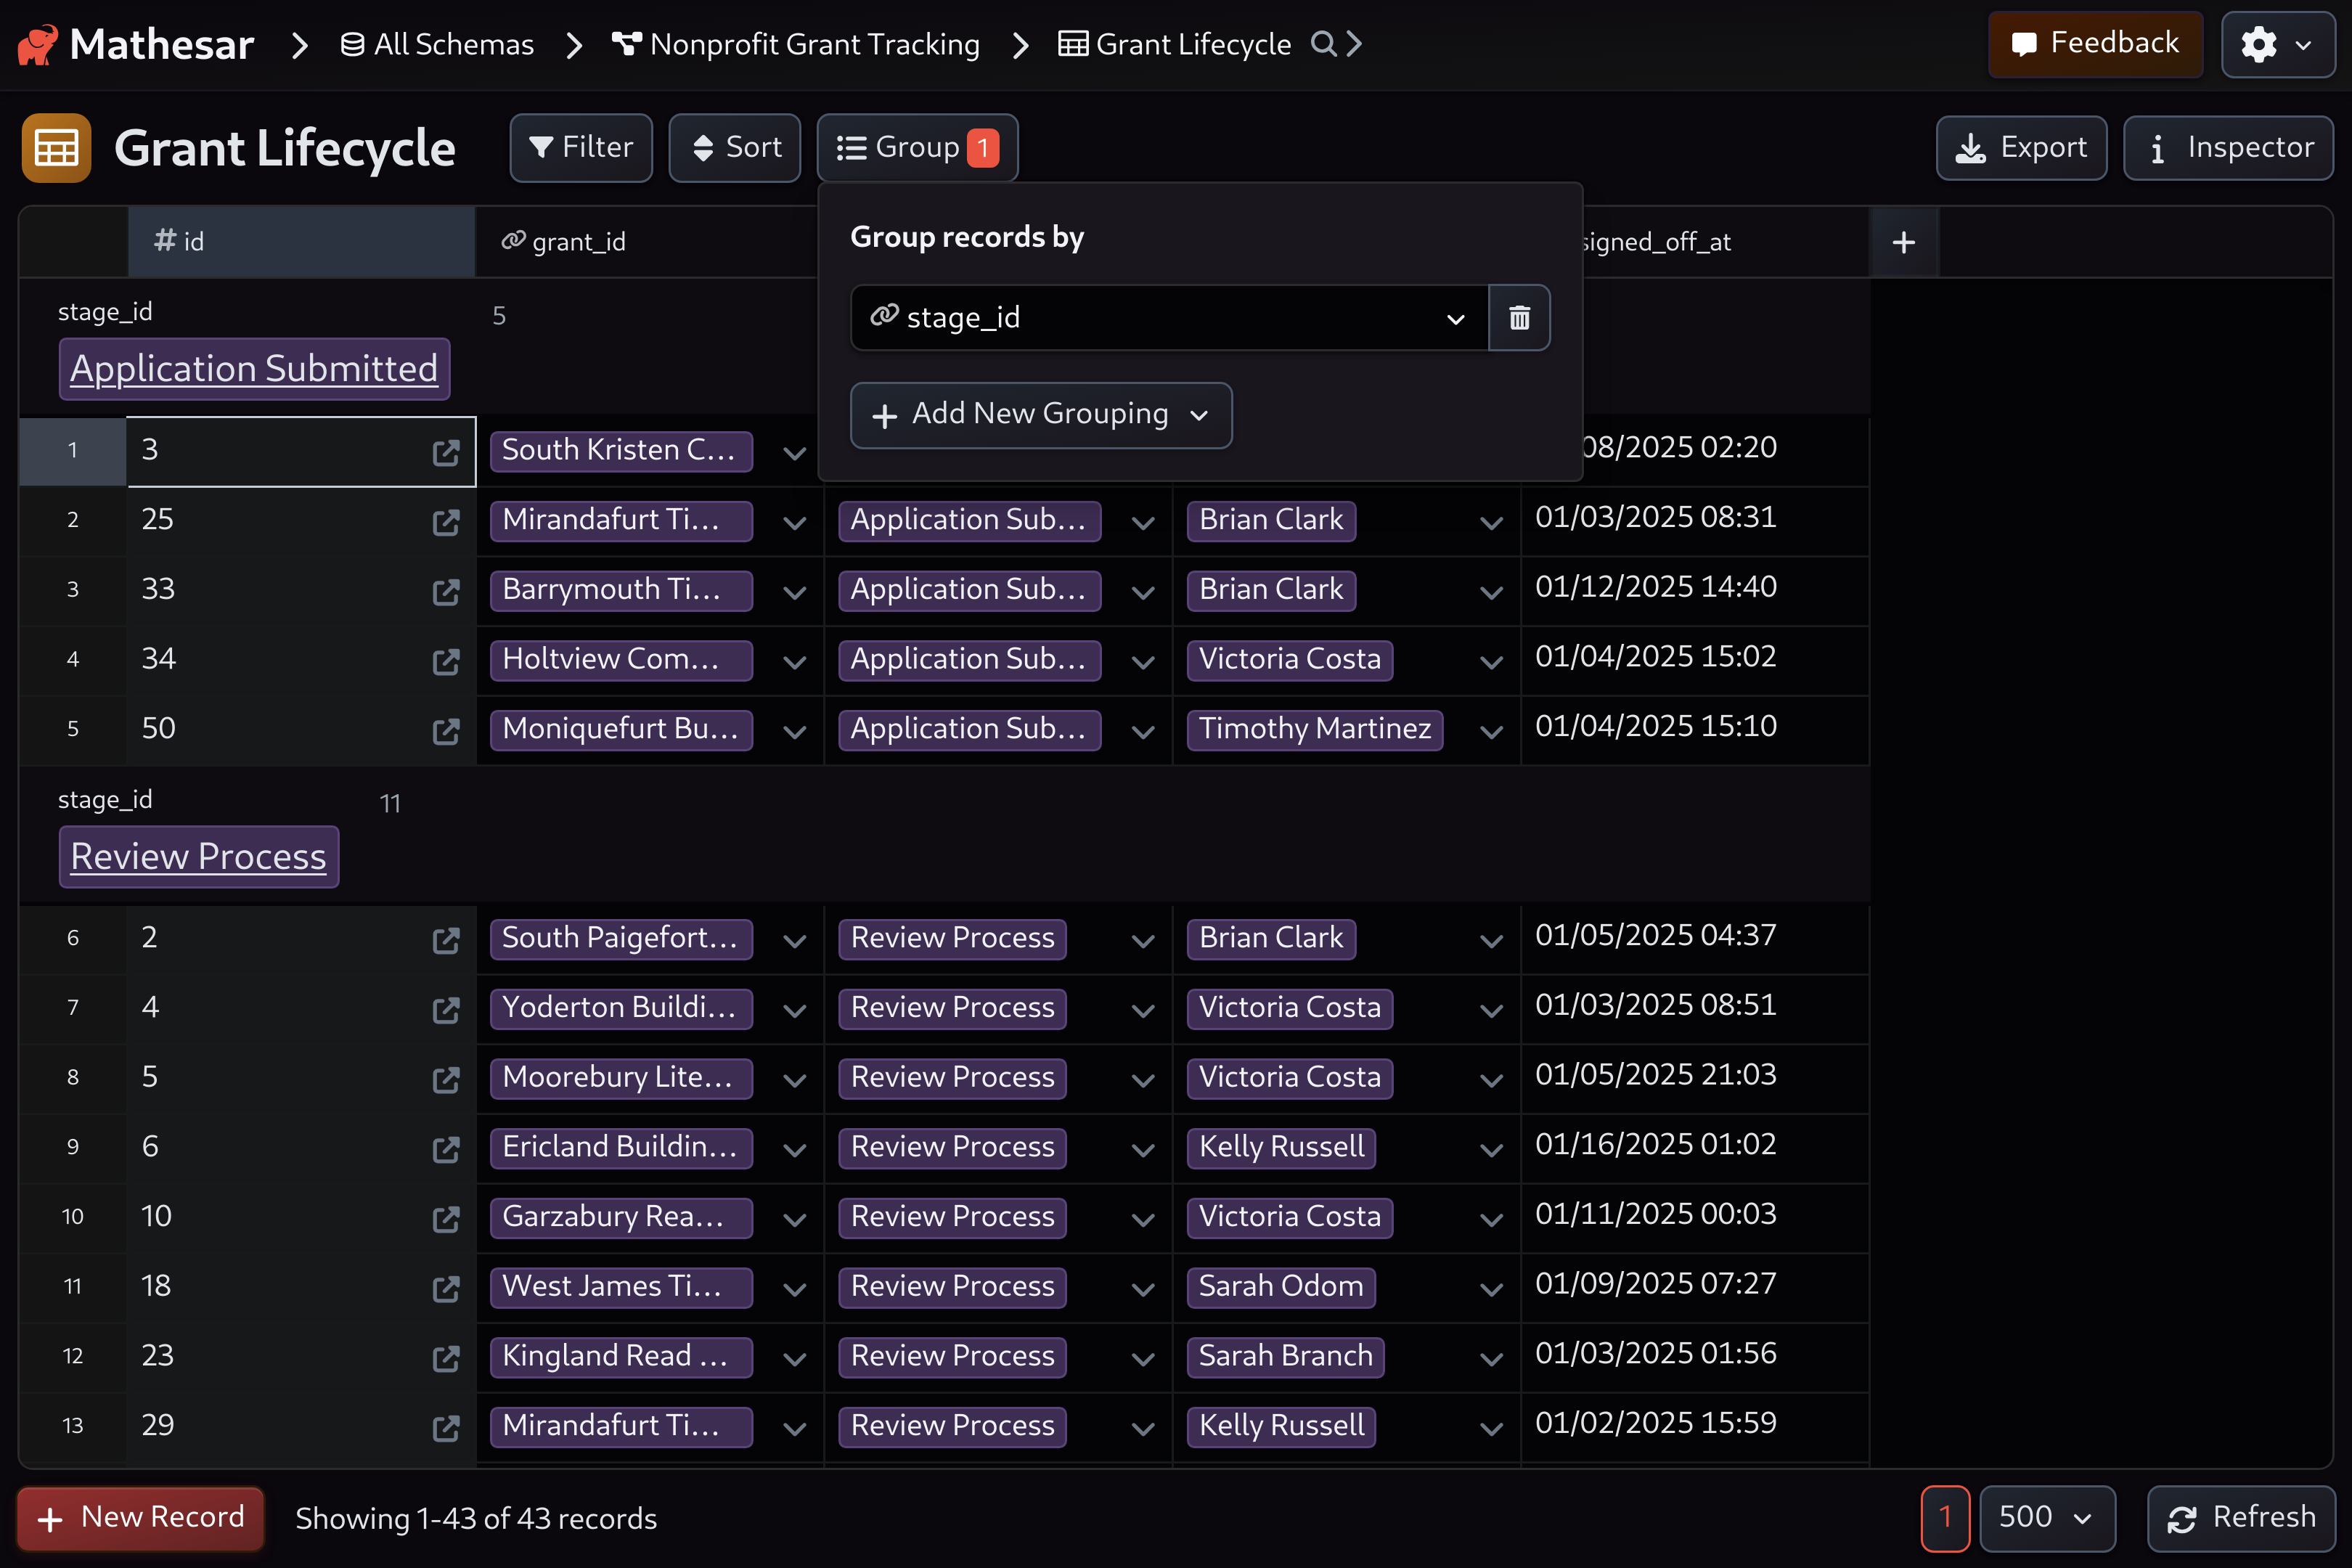 Mathesar All Schemas Nonprofit Grant Tracking Grant Lifecycle Feedback
Grant Lifecycle Filter Sort Group 1 Export Inspector
id grant_id signed_off_at
Group records by
stage_id
Add New Grouping
stage_id 5
Application Submitted
1 3 South Kristen C... 08/2025 02:20
2 25 Mirandafurt Ti... Application Sub... Brian Clark 01/03/2025 08:31
3 33 Barrymouth Ti... Application Sub... Brian Clark 01/12/2025 14:40
4 34 Holtview Com... Application Sub... Victoria Costa 01/04/2025 15:02
5 50 Moniquefurt Bu... Application Sub... Timothy Martinez 01/04/2025 15:10
stage_id 11
Review Process
6 2 South Paigefort... Review Process Brian Clark 01/05/2025 04:37
7 4 Yoderton Buildi... Review Process Victoria Costa 01/03/2025 08:51
8 5 Moorebury Lite... Review Process Victoria Costa 01/05/2025 21:03
9 6 Ericland Buildin... Review Process Kelly Russell 01/16/2025 01:02
10 10 Garzabury Rea... Review Process Victoria Costa 01/11/2025 00:03
11 18 West James Ti... Review Process Sarah Odom 01/09/2025 07:27
12 23 Kingland Read ... Review Process Sarah Branch 01/03/2025 01:56
13 29 Mirandafurt Ti... Review Process Kelly Russell 01/02/2025 15:59
New Record Showing 1-43 of 43 records 1 500 Refresh